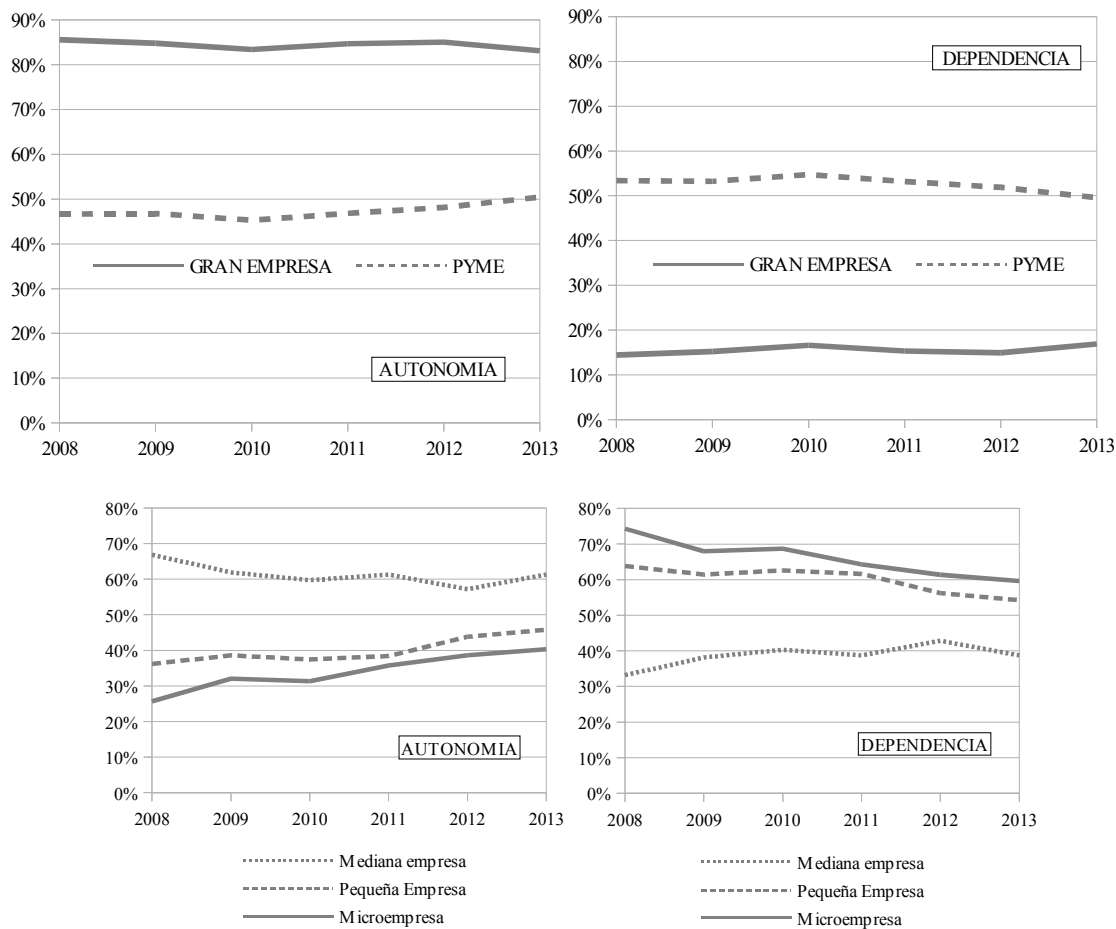 90%
80%
70%
60%
50%
40%
30%
20%
10%
0%
GRAN EMPRESA PYME
AUTONOMIA
2008 2009 2010 2011 2012 2013
90%
80%
70%
60%
50%
40%
30%
20%
10%
0%
DEPENDENCIA
GRAN EMPRESA PYME
2008 2009 2010 2011 2012 2013
80%
70%
60%
50%
40%
30%
20%
10%
0%
AUTONOMIA
2008 2009 2010 2011 2012 2013
Mediana empresa
Pequeña Empresa
Microempresa
80%
70%
60%
50%
40%
30%
20%
10%
0%
DEPENDENCIA
2008 2009 2010 2011 2012 2013
Mediana empresa
Pequeña Empresa
Microempresa